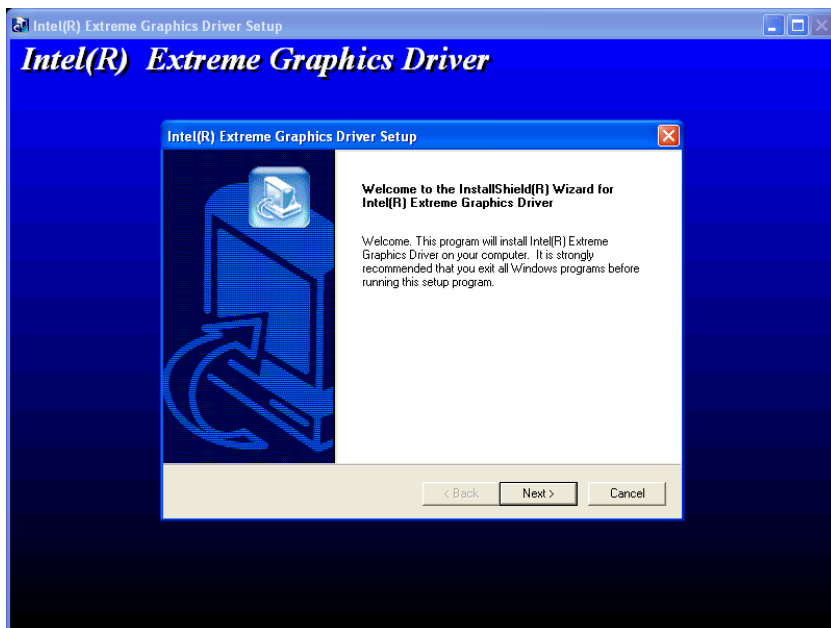 Intel(R) Extreme Graphics Driver Setup
Intel(R) Extreme Graphics Driver
Intel(R) Extreme Graphics Driver Setup
Welcome to the InstallShield(R) Wizard for
Intel(R) Extreme Graphics Driver
Welcome. This program will install Intel(R) Extreme
Graphics Driver on your computer. It is strongly
recommended that you exit all Windows programs before
running this setup program.
< Back Next > Cancel